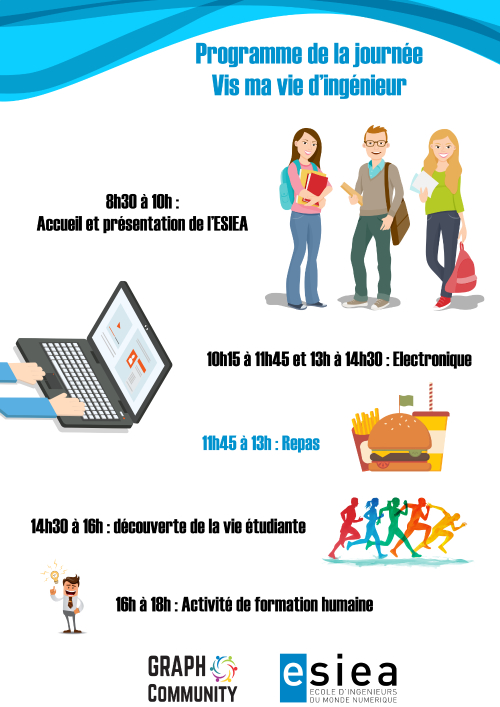 Programme de la journée
Vis ma vie d'ingénieur
8h30 à 10h :
Accueil et présentation de l'ESIEA
10h15 à 11h45 et 13h à 14h30 : Electronique
11h45 à 13h : Repas
14h30 à 16h : découverte de la vie étudiante
16h à 18h : Activité de formation humaine
GRAPH
COMMUNITY
esiea
ECOLE D'INGENIEURS
DU MONDE NUMERIQUE